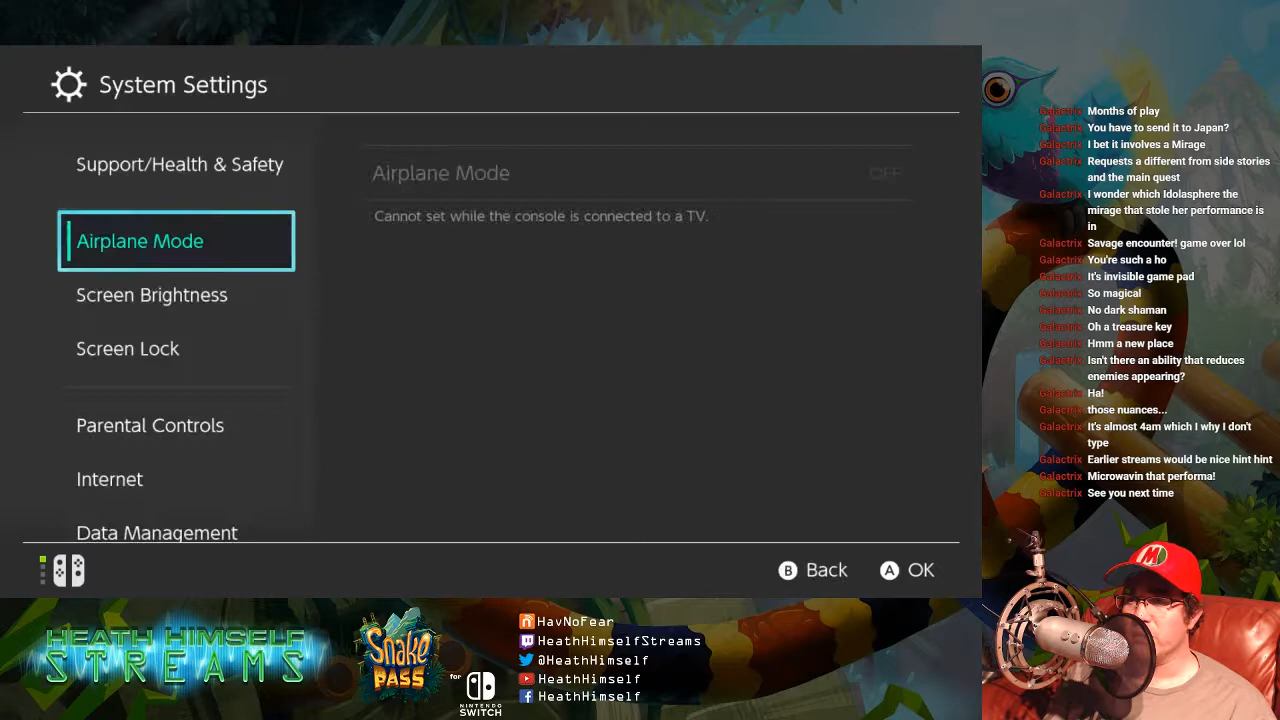 System Settings
Support/Health & Safety
Airplane Mode
Screen Brightness
Screen Lock
Parental Controls
Internet
Data Management
Airplane Mode OFF
Cannot set while the console is connected to a TV.
B Back A OK
Galactrix Months of play
Galactrix You have to send it to Japan?
Galactrix I bet it involves a Mirage
Galactrix Requests a different from side stories
and the main quest
Galactrix I wonder which Idolasphere the
mirage that stole her performance is
in
Galactrix Savage encounter! game over lol
Galactrix You're such a ho
Galactrix It's invisible game pad
Galactrix So magical
Galactrix No dark shaman
Galactrix Oh a treasure key
Galactrix Hmm a new place
Galactrix Isn't there an ability that reduces
enemies appearing?
Galactrix Ha!
Galactrix those nuances...
Galactrix It's almost 4am which I why I don't
type
Galactrix Earlier streams would be nice hint hint
Galactrix Microwavin that performa!
Galactrix See you next time
HEATH HIMSELF
STREAMS
Snake
PASS
for
NINTENDO
SWITCH
HavNoFear
HeathHimselfStreams
@HeathHimself
HeathHimself
HeathHimself
M